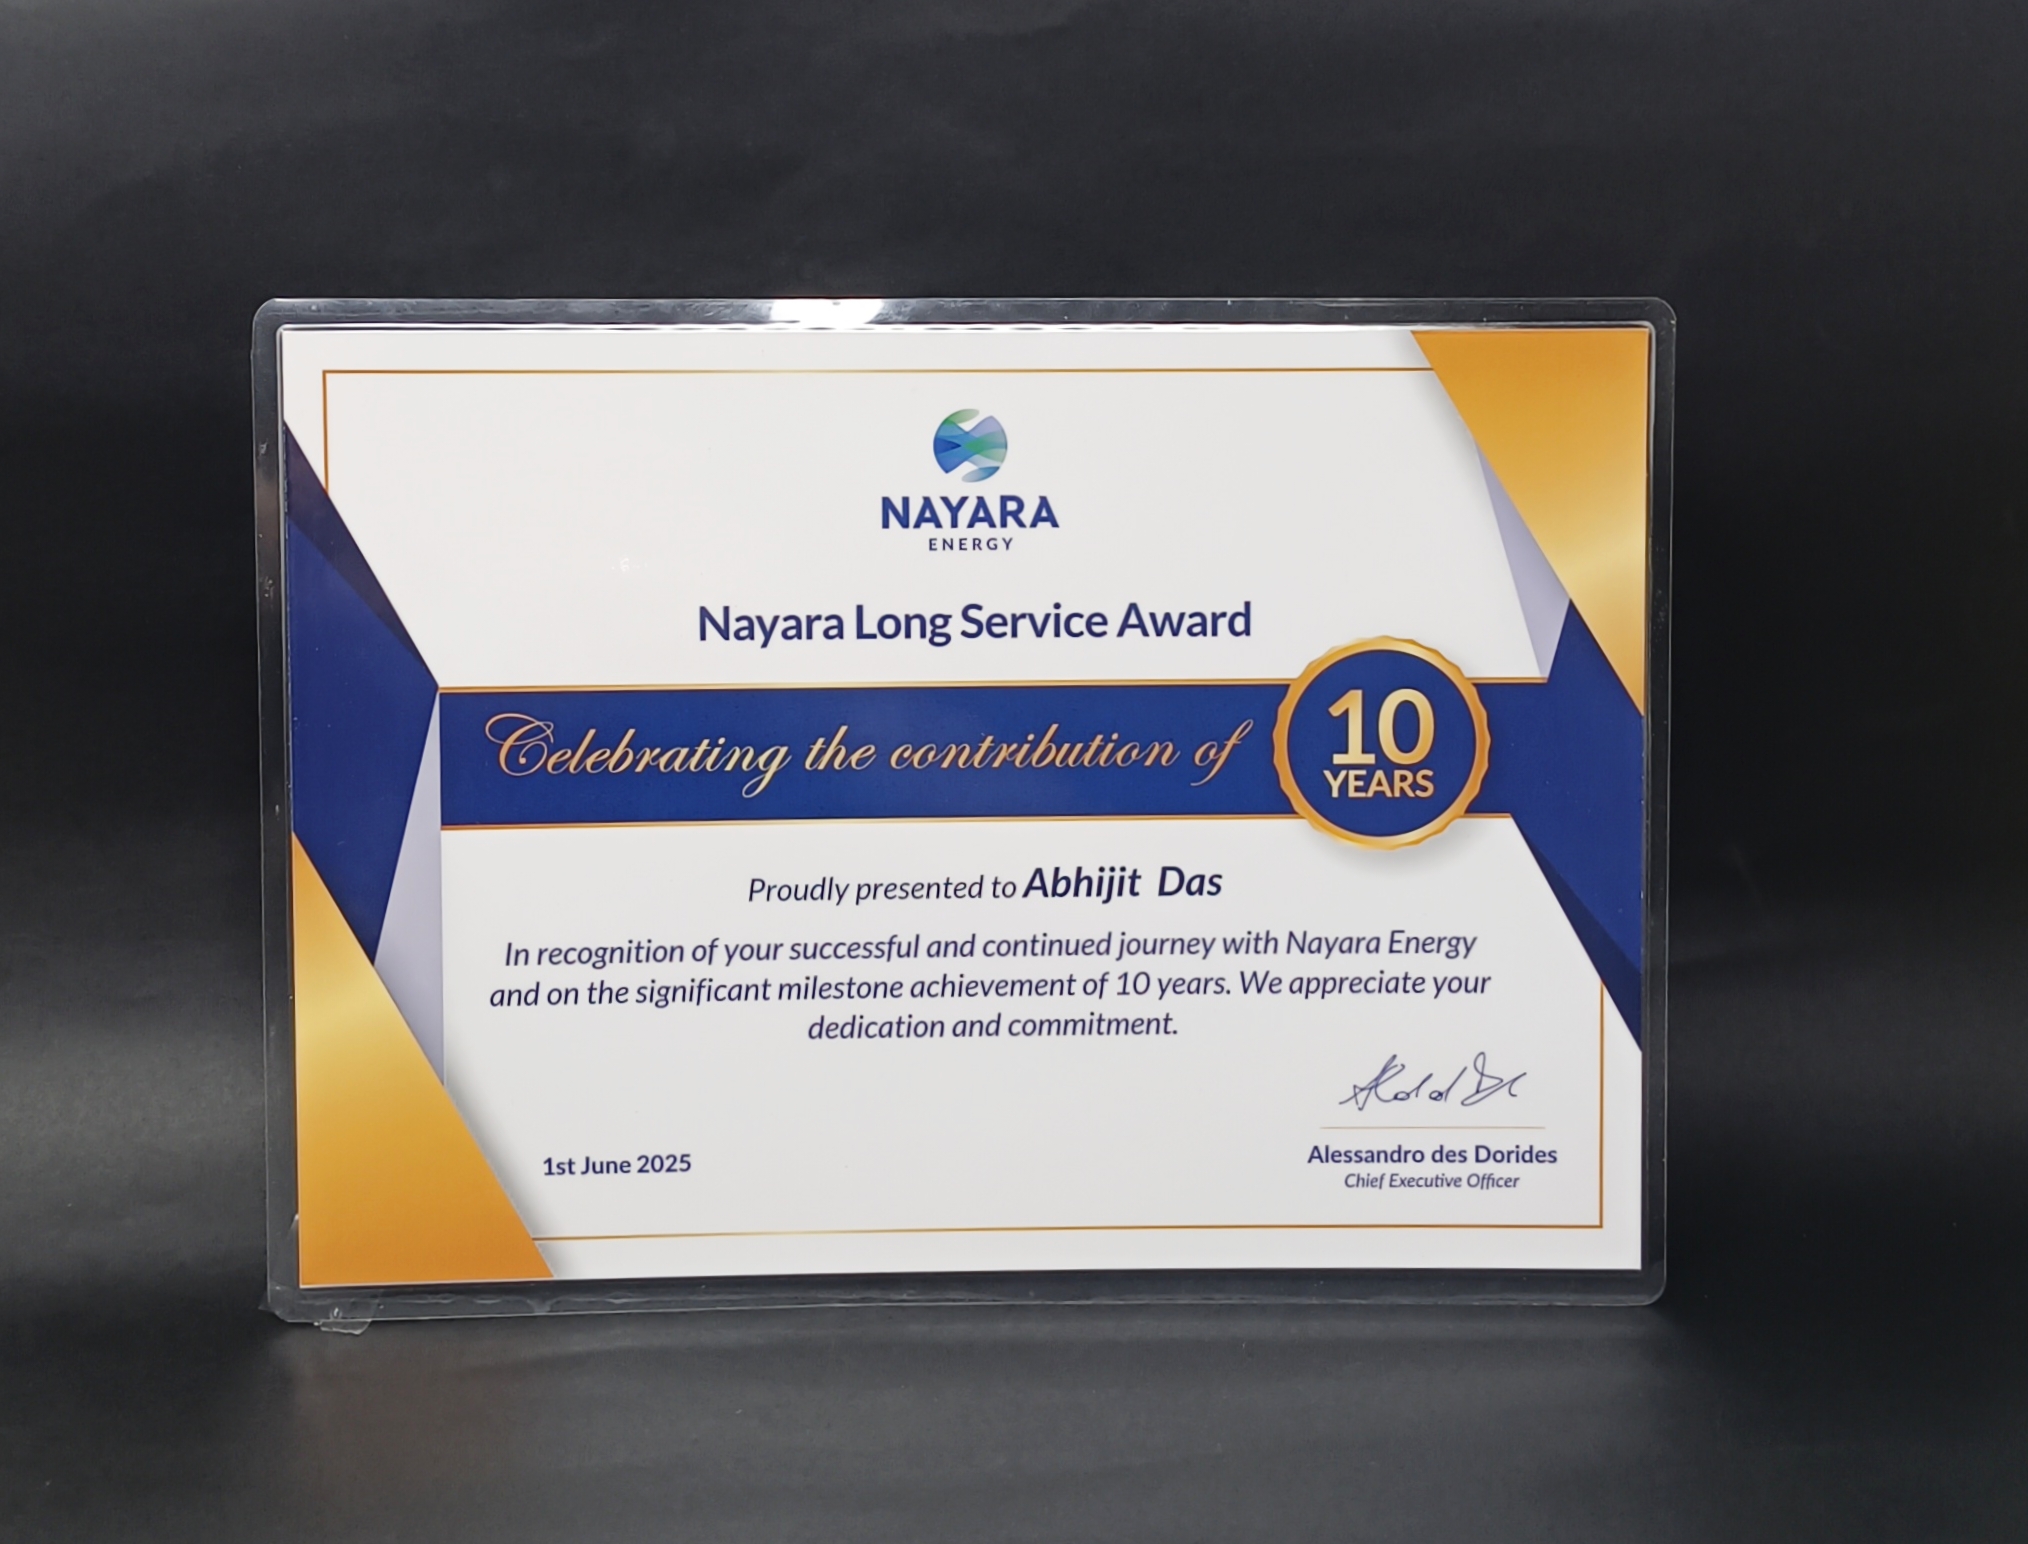 NAYARA
ENERGY
Nayara Long Service Award
Celebrating the contribution of
10
YEARS
Proudly presented to Abhijit Das
In recognition of your successful and continued journey with Nayara Energy
and on the significant milestone achievement of 10 years. We appreciate your
dedication and commitment.
1st June 2025
Alessandro des Dorides
Chief Executive Officer